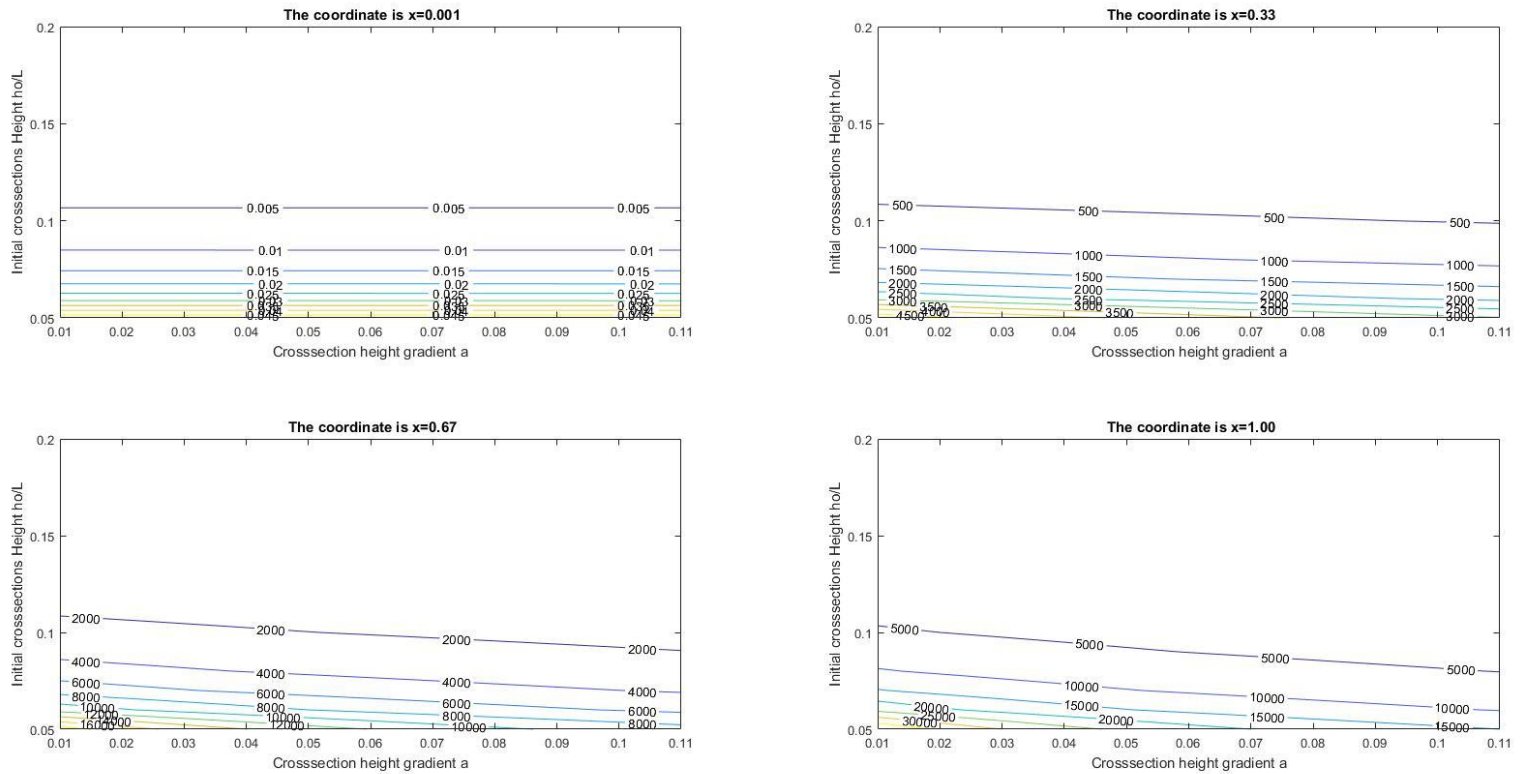 The coordinate is x=0.001
0.2
0.15
0.1
0.05
Initial crosssections Height ho/L
0.005 0.005 0.005
0.01 0.01 0.01
0.015 0.015 0.015
0.02 0.02 0.02
0.025 0.025 0.025
0.03 0.03 0.03
0.045 0.045 0.045
0.01 0.02 0.03 0.04 0.05 0.06 0.07 0.08 0.09 0.1 0.11
Crosssection height gradient a
The coordinate is x=0.33
0.2
0.15
0.1
0.05
Initial crosssections Height ho/L
500 500 500 500
1000 1000 1000 1000
1500 1500 1500 1500
2000 2000 2000 2000
2500 2500 2500 2500
3000 3000 3000 3000
3500 3500
4500 4000
0.01 0.02 0.03 0.04 0.05 0.06 0.07 0.08 0.09 0.1 0.11
Crosssection height gradient a
The coordinate is x=0.67
0.2
0.15
0.1
0.05
Initial crosssections Height ho/L
2000 2000 2000 2000
4000 4000 4000 4000
6000 6000 6000 6000
8000 8000 8000 8000
10000 10000 10000
12000 12000
14000
16000
0.01 0.02 0.03 0.04 0.05 0.06 0.07 0.08 0.09 0.1 0.11
Crosssection height gradient a
The coordinate is x=1.00
0.2
0.15
0.1
0.05
Initial crosssections Height ho/L
5000 5000 5000 5000
10000 10000 10000
15000 15000 15000
20000 20000
25000
30000
0.01 0.02 0.03 0.04 0.05 0.06 0.07 0.08 0.09 0.1 0.11
Crosssection height gradient a